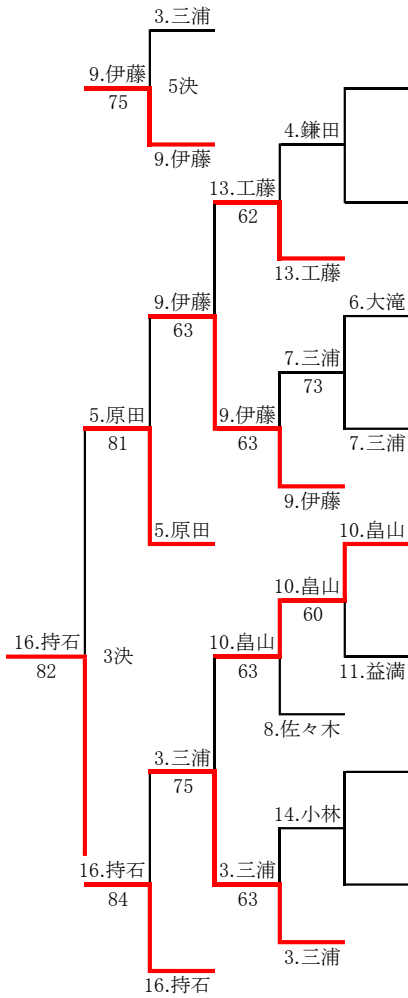 3.三浦
9.伊藤
75
5決
9.伊藤
4.鎌田
13.工藤
62
13.工藤
9.伊藤
63
6.大滝
7.三浦
73
7.三浦
5.原田
81
9.伊藤
63
9.伊藤
5.原田
10.畠山
10.畠山
60
16.持石
82
3決
10.畠山
63
11.益満
8.佐々木
3.三浦
75
14.小林
16.持石
84
3.三浦
63
3.三浦
16.持石